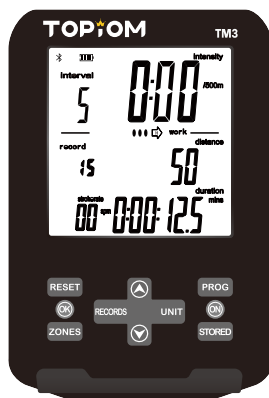 TOPIOM TM3
interval intensity
5 0:00 /500m
work
record distance
15 50
duration
strokerate mins
00 spm 0:00:12.5
RESET PROG
OK ON
RECORDS UNIT
ZONES STORED